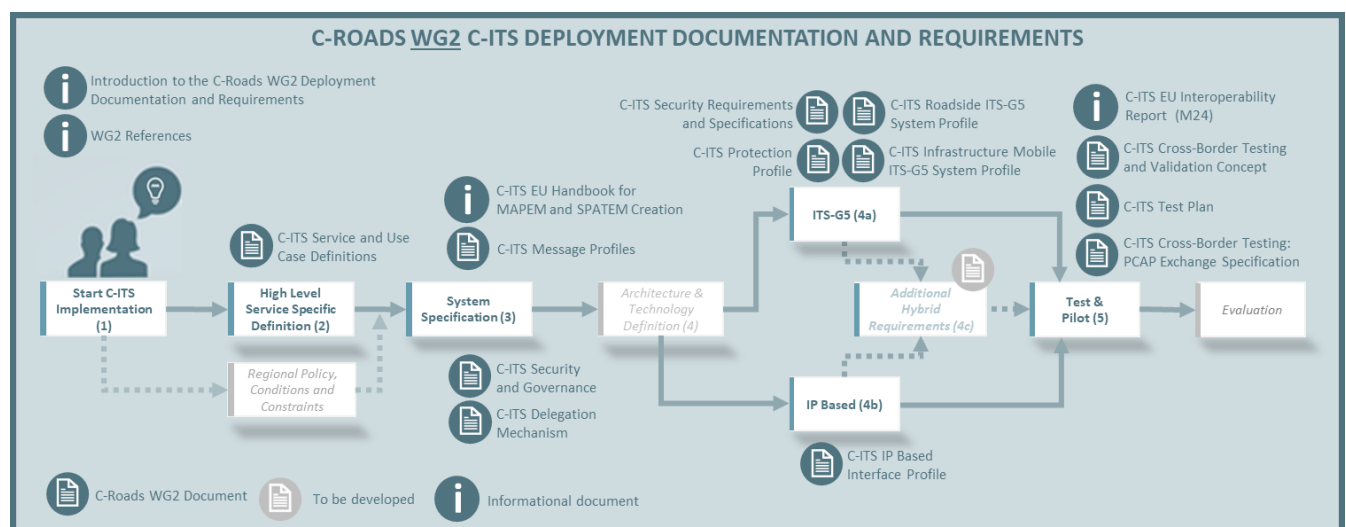 C-ROADS WG2 C-ITS DEPLOYMENT DOCUMENTATION AND REQUIREMENTS
Introduction to the C-Roads WG2 Deployment
Documentation and Requirements
WG2 References
C-ITS Service and Use
Case Definitions
C-ITS EU Handbook for
MAPEM and SPATEM Creation
C-ITS Message Profiles
C-ITS Security Requirements
and Specifications
C-ITS Roadside ITS-G5
System Profile
C-ITS Protection
Profile
C-ITS Infrastructure Mobile
ITS-G5 System Profile
C-ITS EU Interoperability
Report (M24)
C-ITS Cross-Border Testing
and Validation Concept
C-ITS Test Plan
C-ITS Cross-Border Testing:
PCAP Exchange Specification
Start C-ITS
Implementation
(1)
High Level
Service Specific
Definition (2)
Regional Policy,
Conditions and
Constraints
System
Specification (3)
C-ITS Security
and Governance
C-ITS Delegation
Mechanism
Architecture &
Technology
Definition (4)
ITS-G5 (4a)
Additional
Hybrid
Requirements (4c)
IP Based (4b)
C-ITS IP Based
Interface Profile
Test &
Pilot (5)
Evaluation
C-Roads WG2 Document
To be developed
Informational document